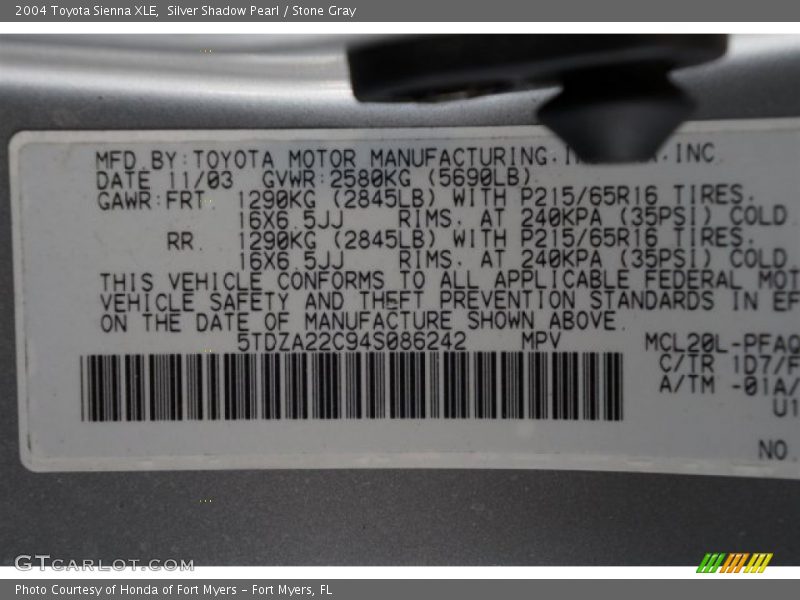 2004 Toyota Sienna XLE,  Silver Shadow Pearl / Stone Gray
MFD BY:TOYOTA MOTOR MANUFACTURING. INC
DATE 11/03 GVWR:2580KG (5690LB)
GAWR:FRT. 1290KG (2845LB) WITH P215/65R16 TIRES.
16X6.5JJ RIMS. AT 240KPA (35PSI) COLD
RR. 1290KG (2845LB) WITH P215/65R16 TIRES.
16X6.5JJ RIMS. AT 240KPA (35PSI) COLD
THIS VEHICLE CONFORMS TO ALL APPLICABLE FEDERAL MOT
VEHICLE SAFETY AND THEFT PREVENTION STANDARDS IN EF
ON THE DATE OF MANUFACTURE SHOWN ABOVE.
5TDZA22C94S086242 MPV MCL20L-PFAQ
C/TR 1D7/F
A/TM -01A/
U1
NO.
GTCARLOT.COM
Photo Courtesy of Honda of Fort Myers - Fort Myers, FL